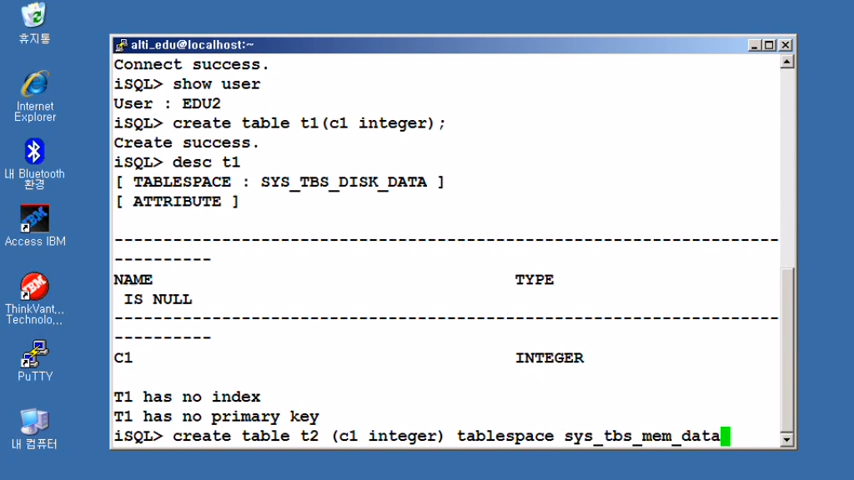 휴지통
Internet
Explorer
내 Bluetooth
환경
Access IBM
ThinkVant...
Technolo...
PuTTY
내 컴퓨터
alti_edu@localhost:~
Connect success.
iSQL> show user
User : EDU2
iSQL> create table t1(c1 integer);
Create success.
iSQL> desc t1
[ TABLESPACE : SYS_TBS_DISK_DATA ]
[ ATTRIBUTE ]
--------------------------------------------------------------------
----------
NAME TYPE
IS NULL
--------------------------------------------------------------------
----------
C1 INTEGER
T1 has no index
T1 has no primary key
iSQL> create table t2 (c1 integer) tablespace sys_tbs_mem_data